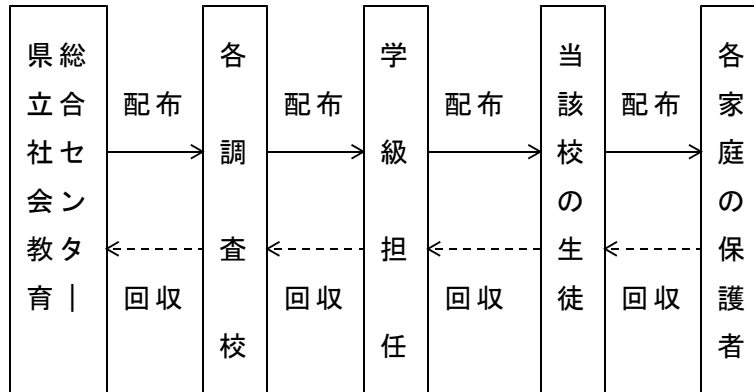 県立社会教育
総合センター
配布
回収
各調査校
配布
回収
学級担任
配布
回収
当該校の生徒
配布
回収
各家庭の保護者